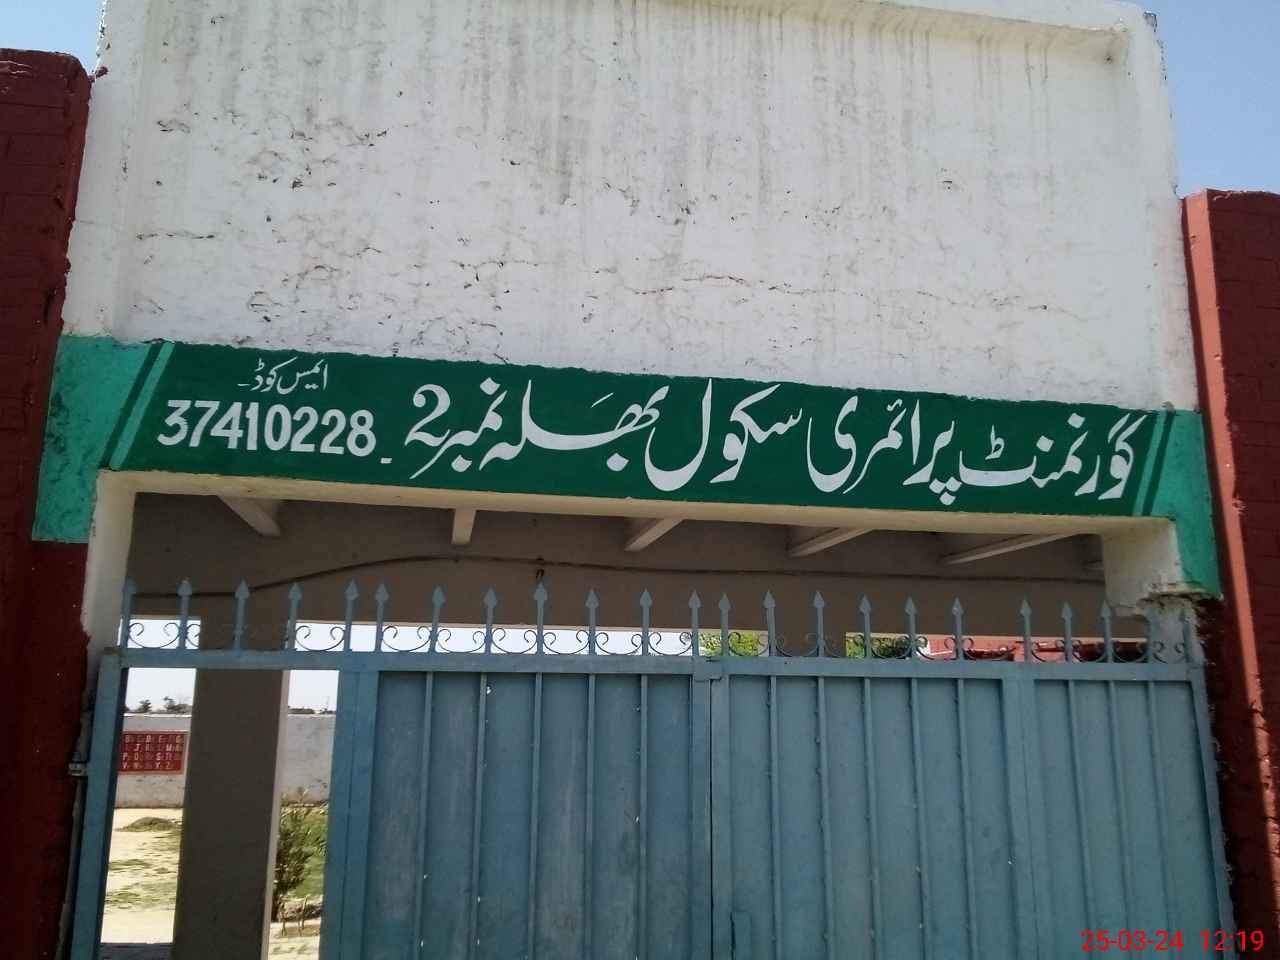 گورنمنٹ پرائمری سکول بھلہ نمبر 2
ایمس کوڈ۔
37410228۔
25-03-24 12:19